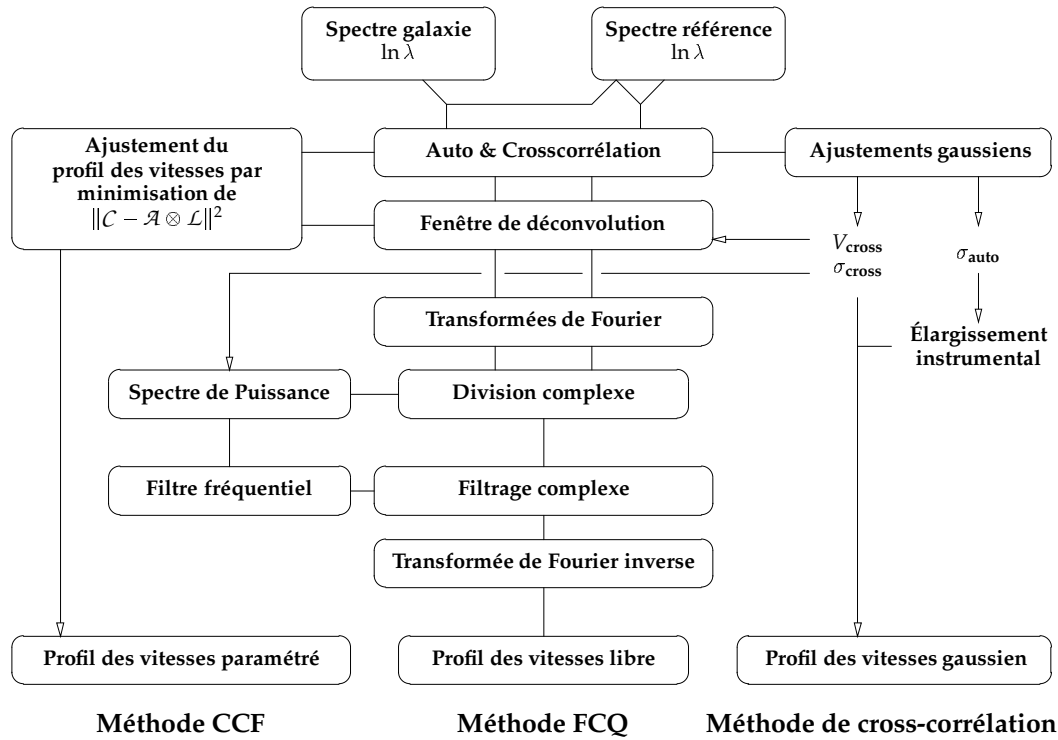 Spectre galaxie
ln λ
Spectre référence
ln λ
Ajustement du
profil des vitesses par
minimisation de
‖C − A ⊗ L‖²
Auto & Crosscorrélation
Ajustements gaussiens
Fenêtre de déconvolution
V_cross
σ_cross
σ_auto
Transformées de Fourier
Élargissement
instrumental
Spectre de Puissance
Division complexe
Filtre fréquentiel
Filtrage complexe
Transformée de Fourier inverse
Profil des vitesses paramétré
Profil des vitesses libre
Profil des vitesses gaussien
Méthode CCF
Méthode FCQ
Méthode de cross-corrélation